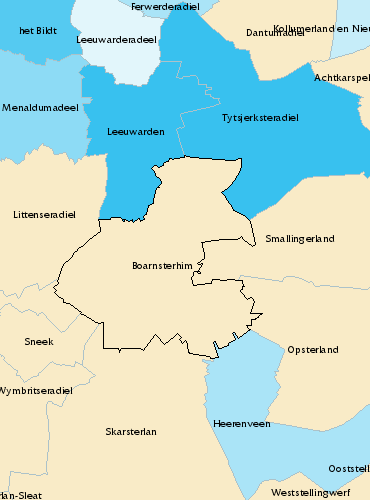 Ferwerderadiel
het Bildt
Leeuwarderadeel
Dantumadiel
Kollumerland en Nieu
Achtkarspel
Menaldumadeel
Leeuwarden
Tytsjerksteradiel
Littenseradiel
Smallingerland
Boarnsterhim
Sneek
Opsterland
Wymbritseradiel
Skarsterlan
Heerenveen
Ooststell
Weststellingwerf
lan-Sleat